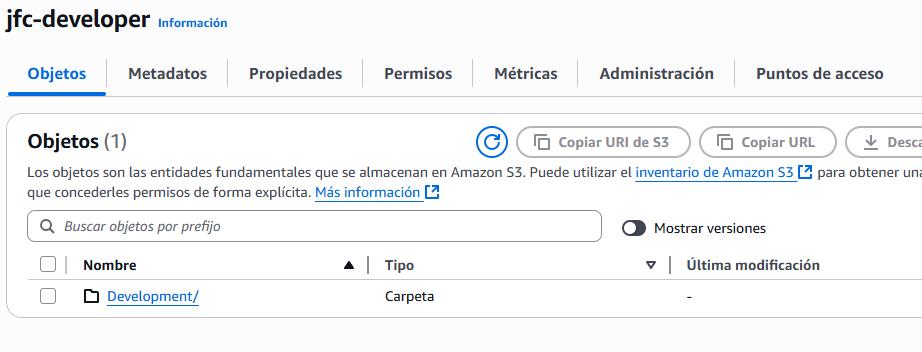 jfc-developer Información
Objetos Metadatos Propiedades Permisos Métricas Administración Puntos de acceso
Objetos (1) Copiar URI de S3 Copiar URL
Los objetos son las entidades fundamentales que se almacenan en Amazon S3. Puede utilizar el inventario de Amazon S3 para obtener una
que concederles permisos de forma explícita. Más información
Buscar objetos por prefijo Mostrar versiones
Nombre Tipo Última modificación
Development/ Carpeta -